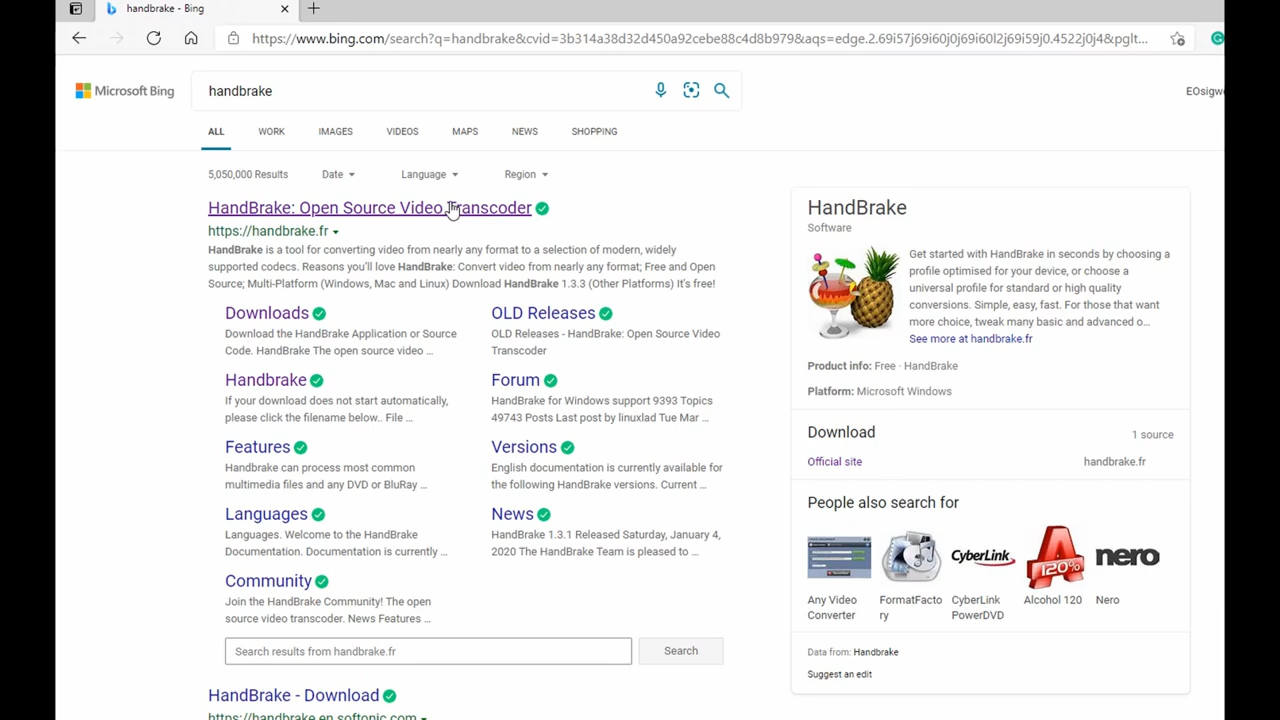 handbrake - Bing
https://www.bing.com/search?q=handbrake&cvid=3b314a38d32d450a92cebe88c4d8b979&aqs=edge.2.69i57j69i60j0j69i60l2j69i59j0.4522j0j4&pglt...
Microsoft Bing
handbrake
EOsigw
ALL WORK IMAGES VIDEOS MAPS NEWS SHOPPING
5,050,000 Results Date Language Region
HandBrake: Open Source Video Transcoder
https://handbrake.fr
HandBrake is a tool for converting video from nearly any format to a selection of modern, widely
supported codecs. Reasons you'll love HandBrake: Convert video from nearly any format; Free and Open
Source; Multi-Platform (Windows, Mac and Linux) Download HandBrake 1.3.3 (Other Platforms) It's free!
Downloads
Download the HandBrake Application or Source
Code. HandBrake The open source video ...
OLD Releases
OLD Releases - HandBrake: Open Source Video
Transcoder
Handbrake
If your download does not start automatically,
please click the filename below.. File ...
Forum
HandBrake for Windows support 9393 Topics
49743 Posts Last post by linuxlad Tue Mar ...
Features
Handbrake can process most common
multimedia files and any DVD or BluRay ...
Versions
English documentation is currently available for
the following HandBrake versions. Current ...
Languages
Languages. Welcome to the HandBrake
Documentation. Documentation is currently ...
News
HandBrake 1.3.1 Released Saturday, January 4,
2020 The HandBrake Team is pleased to ...
Community
Join the HandBrake Community! The open
source video transcoder. News Features ...
Search results from handbrake.fr
Search
HandBrake - Download
https://handbrake.en.softonic.com
HandBrake
Software
Get started with HandBrake in seconds by choosing a
profile optimised for your device, or choose a
universal profile for standard or high quality
conversions. Simple, easy, fast. For those that want
more choice, tweak many basic and advanced o...
See more at handbrake.fr
Product info: Free · HandBrake
Platform: Microsoft Windows
Download 1 source
Official site handbrake.fr
People also search for
CyberLink
120%
nero
Any Video
Converter
FormatFacto
ry
CyberLink
PowerDVD
Alcohol 120
Nero
Data from: Handbrake
Suggest an edit